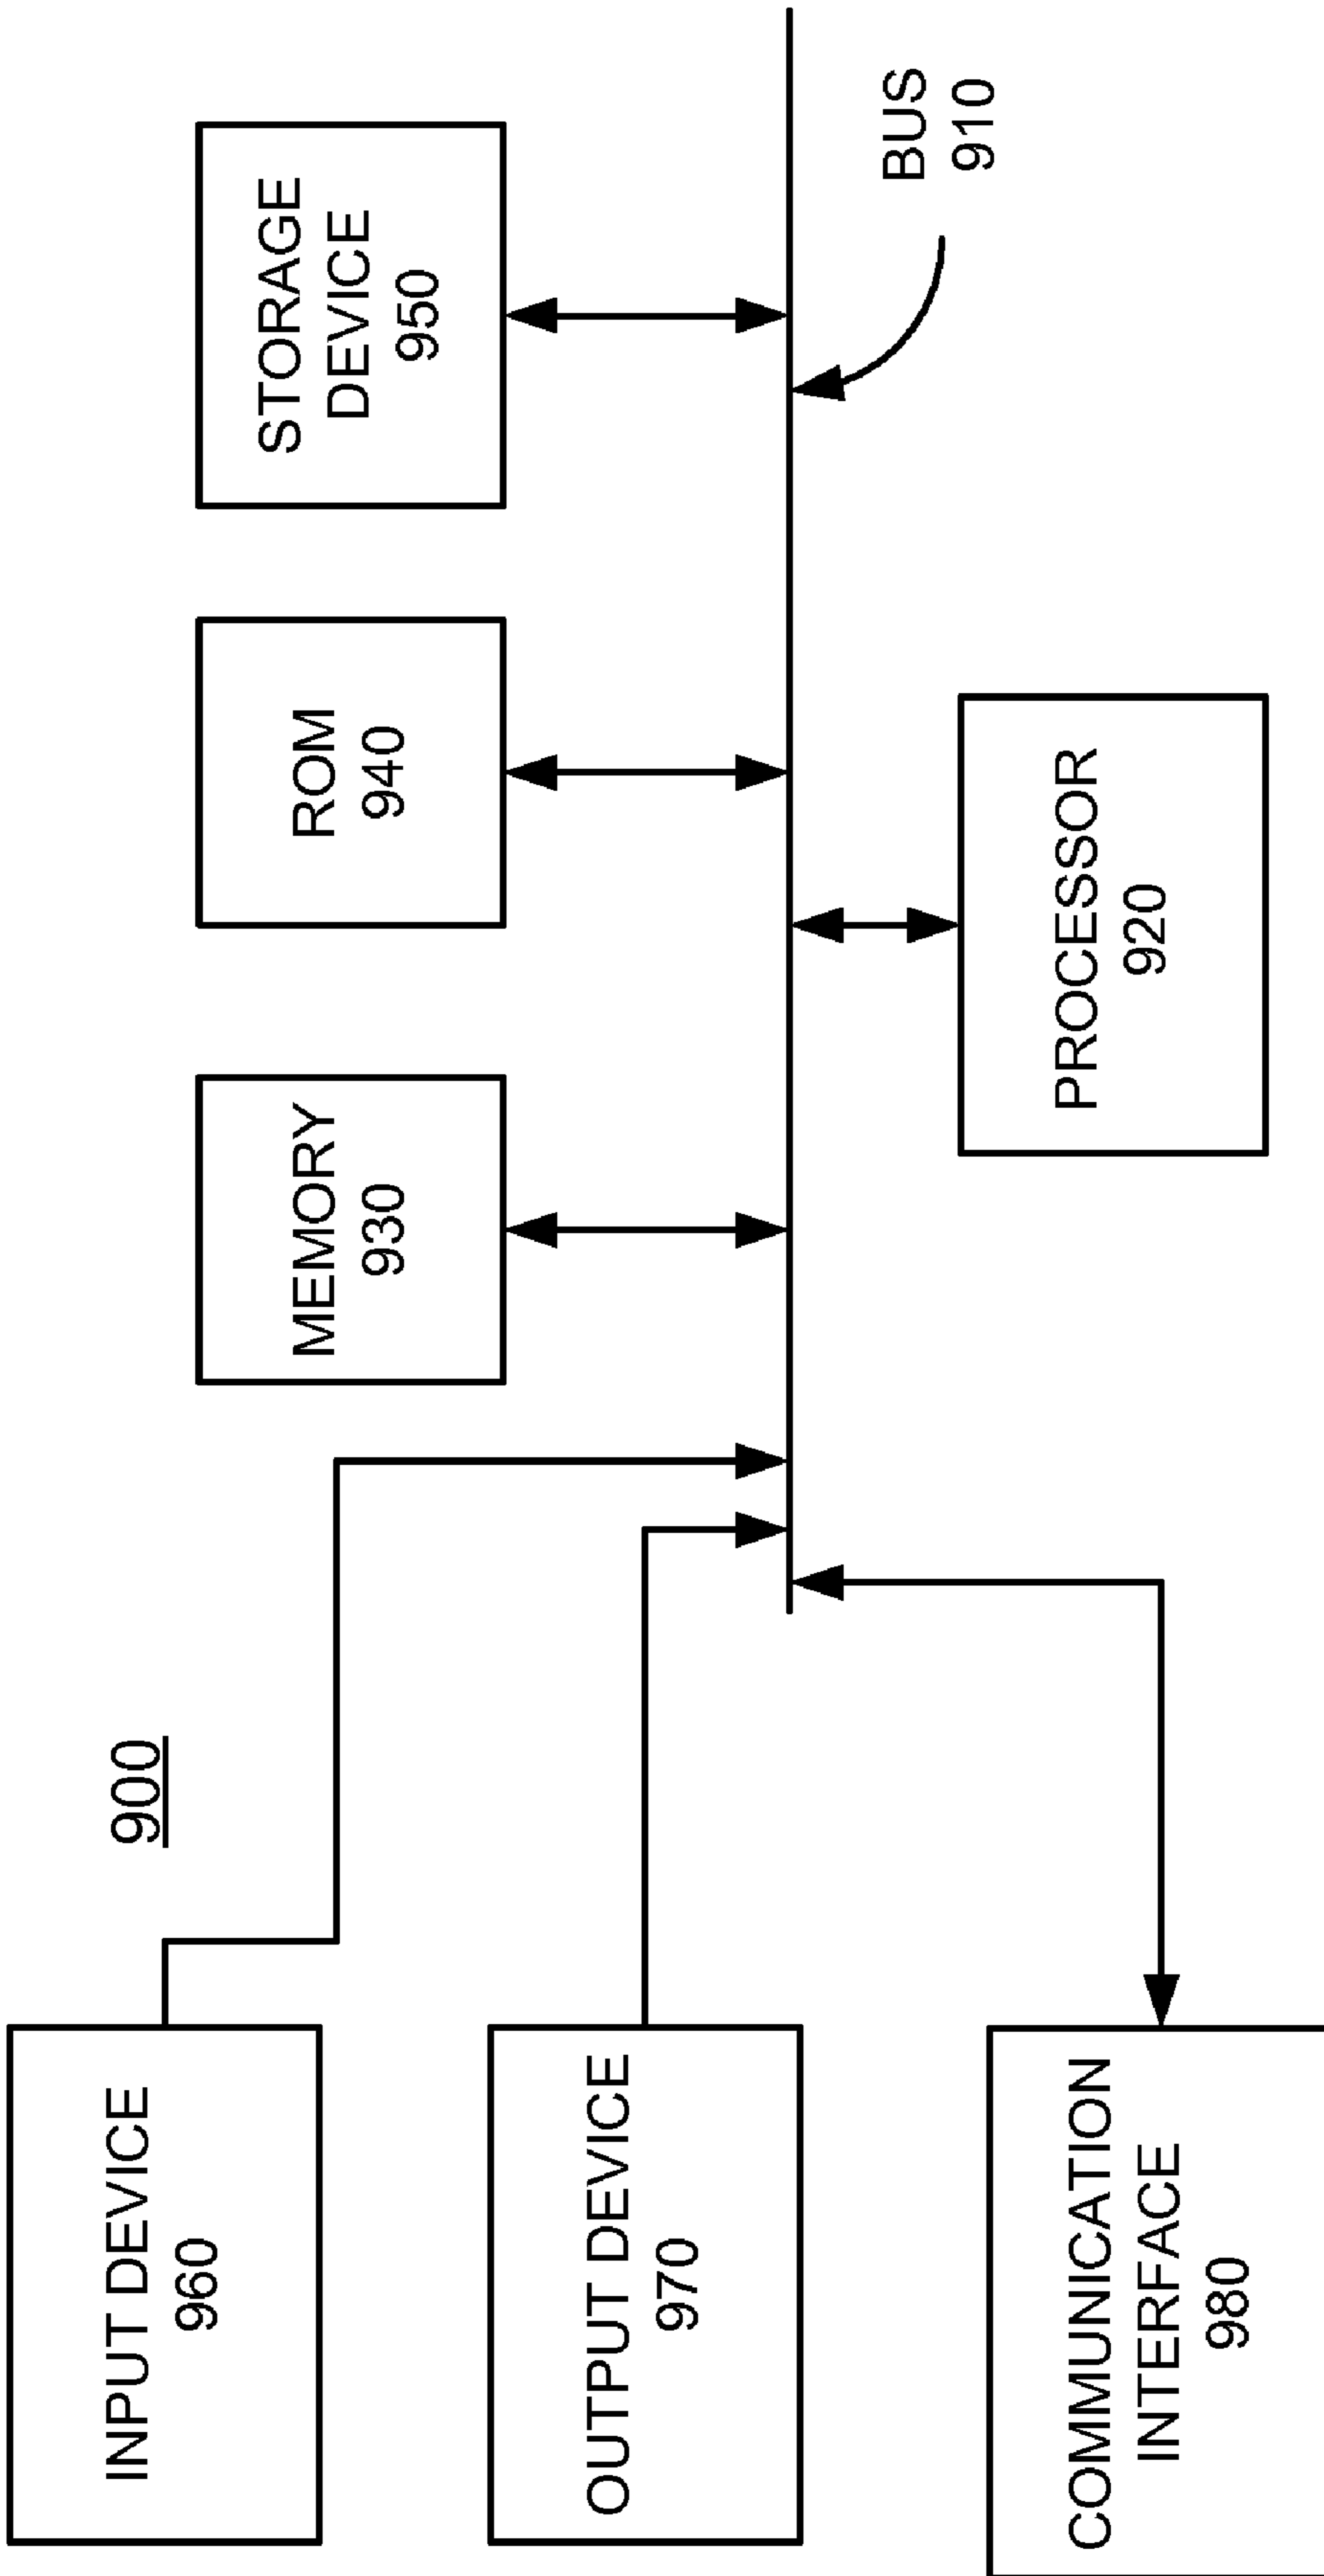 900
INPUT DEVICE
960
OUTPUT DEVICE
970
COMMUNICATION
INTERFACE
980
MEMORY
930
ROM
940
STORAGE
DEVICE
950
PROCESSOR
920
BUS
910